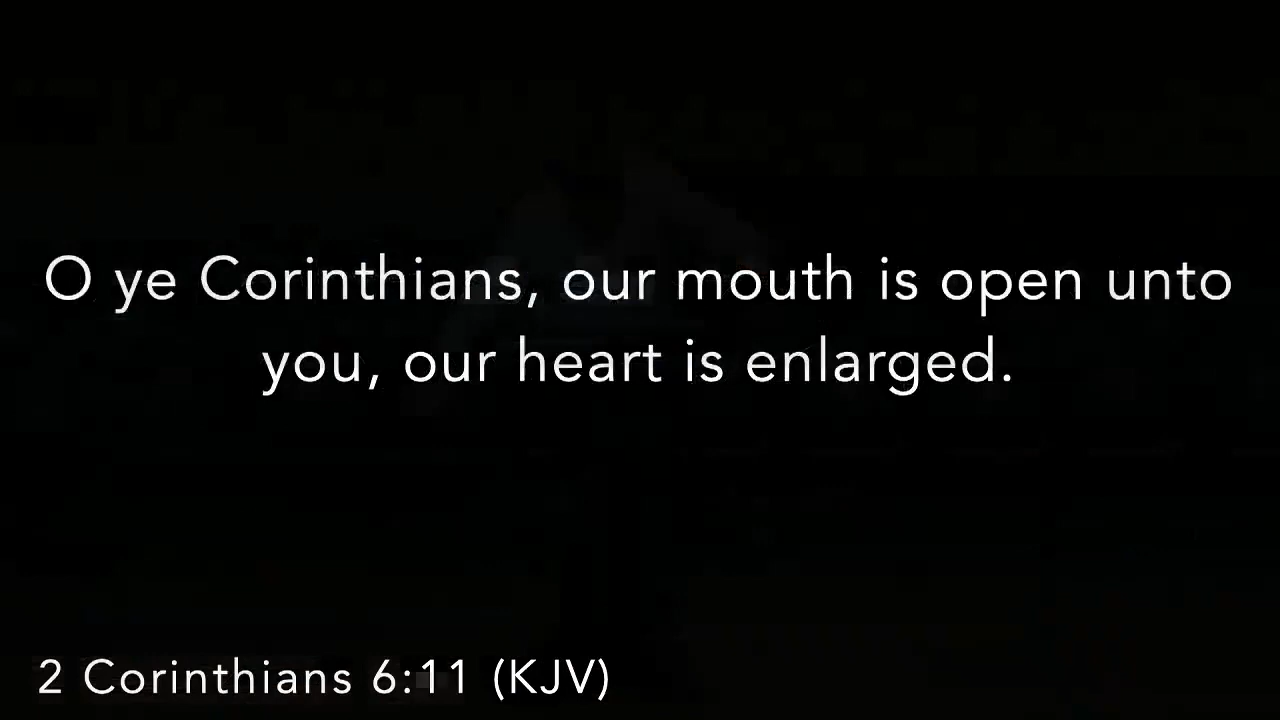 O ye Corinthians, our mouth is open unto
you, our heart is enlarged.
2 Corinthians 6:11 (KJV)